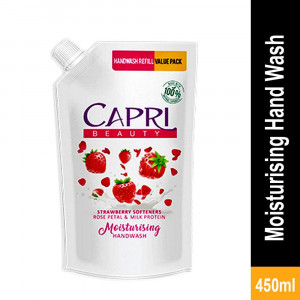 HANDWASH REFILL VALUE PACK
100%
CAPRI
BEAUTY
STRAWBERRY SOFTENERS
ROSE PETAL & MILK PROTEIN
Moisturising
HANDWASH
Moisturising Hand Wash
450ml